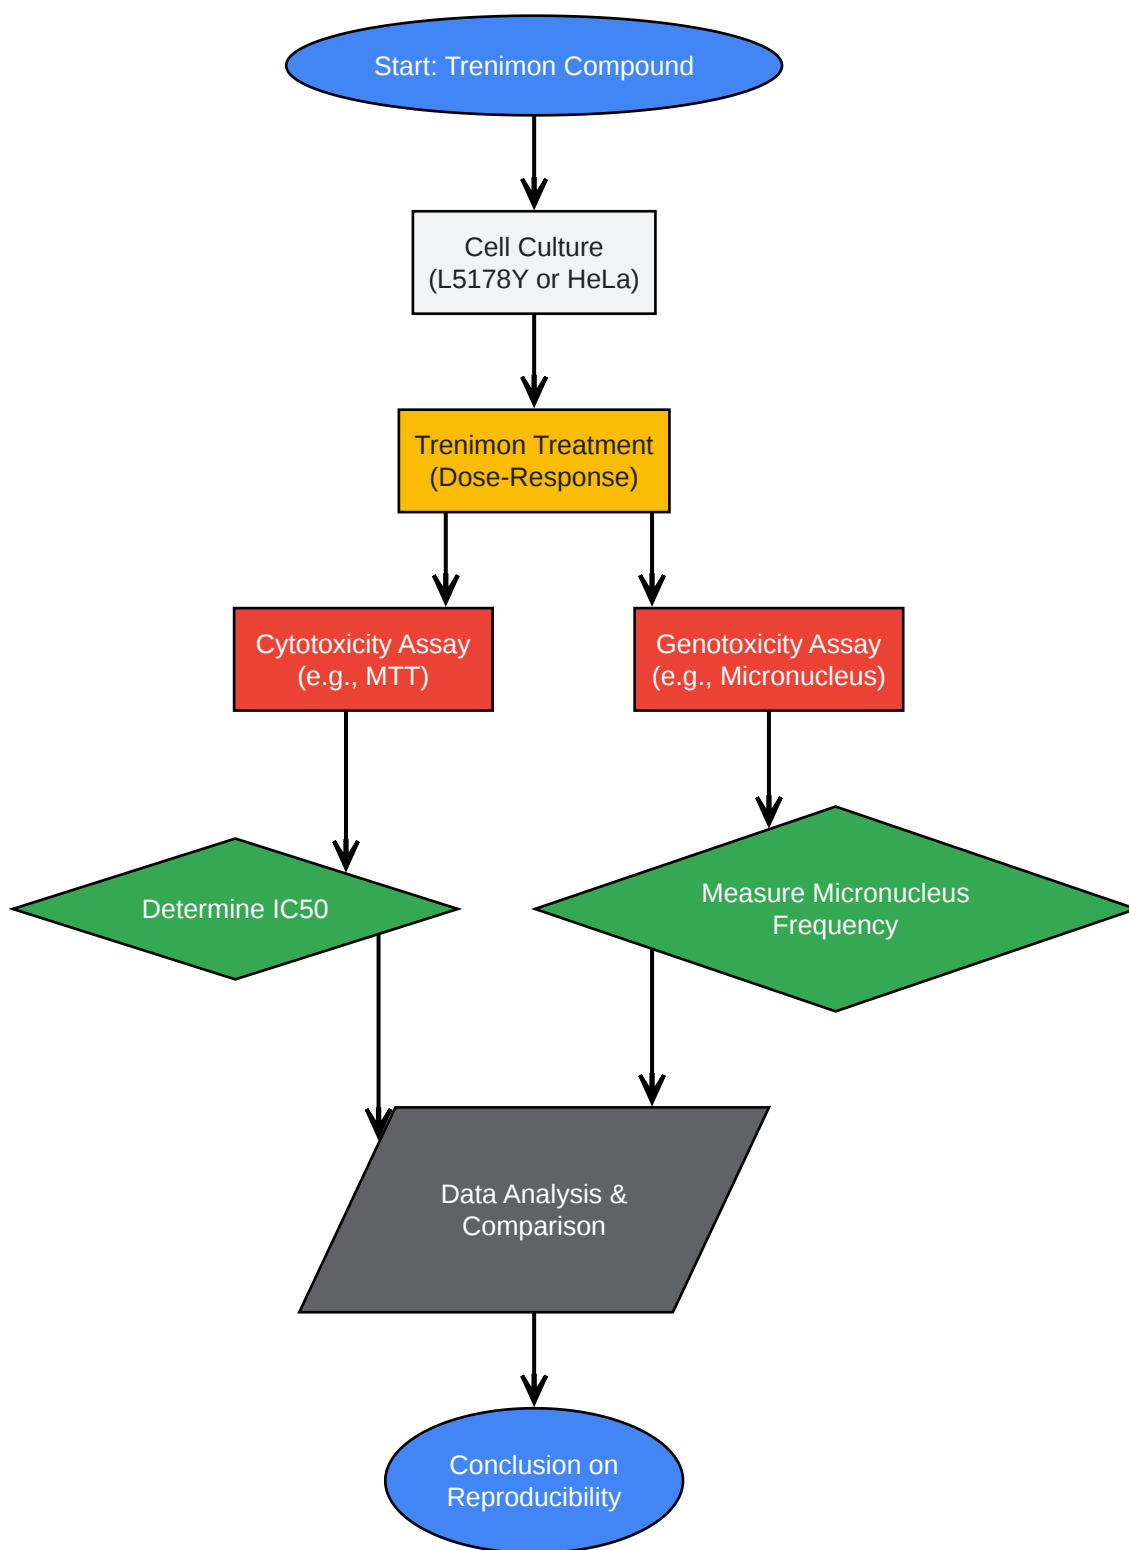 Start: Trenimon Compound
Cell Culture
(L5178Y or HeLa)
Trenimon Treatment
(Dose-Response)
Cytotoxicity Assay
(e.g., MTT)
Genotoxicity Assay
(e.g., Micronucleus)
Determine IC50
Measure Micronucleus
Frequency
Data Analysis &
Comparison
Conclusion on
Reproducibility